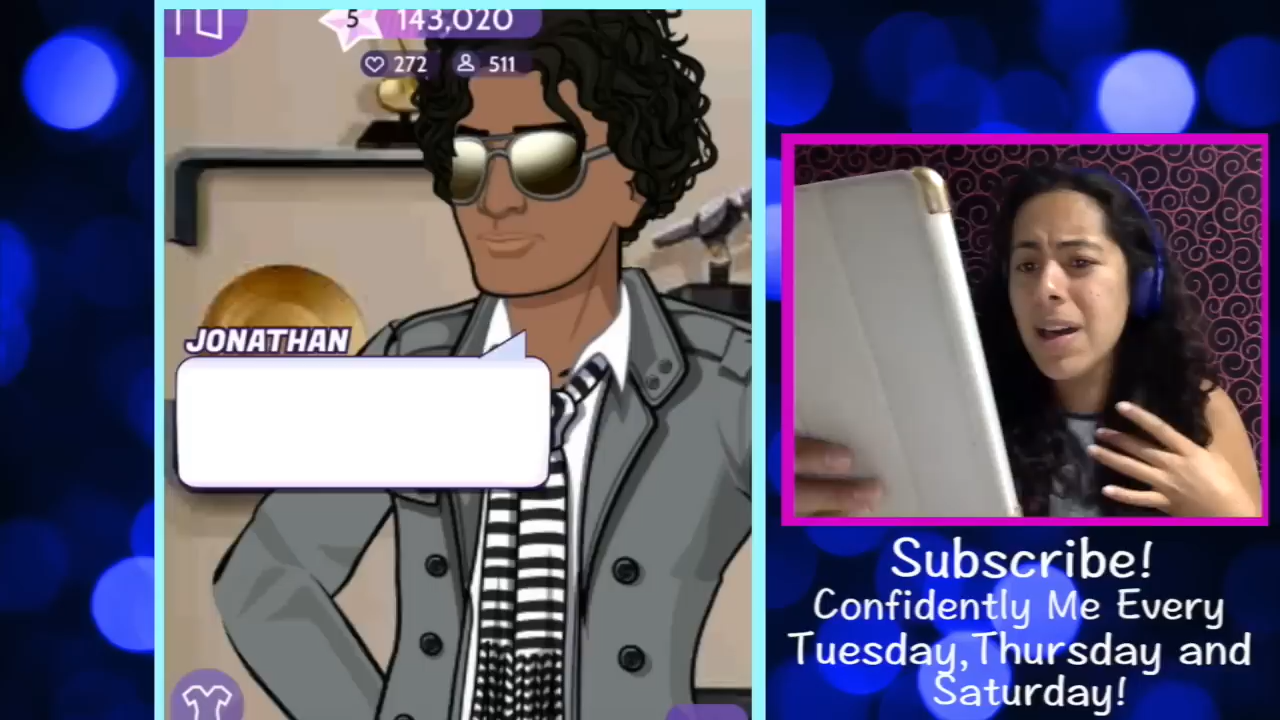 5 143,020
272 511
JONATHAN
Subscribe!
Confidently Me Every
Tuesday,Thursday and
Saturday!